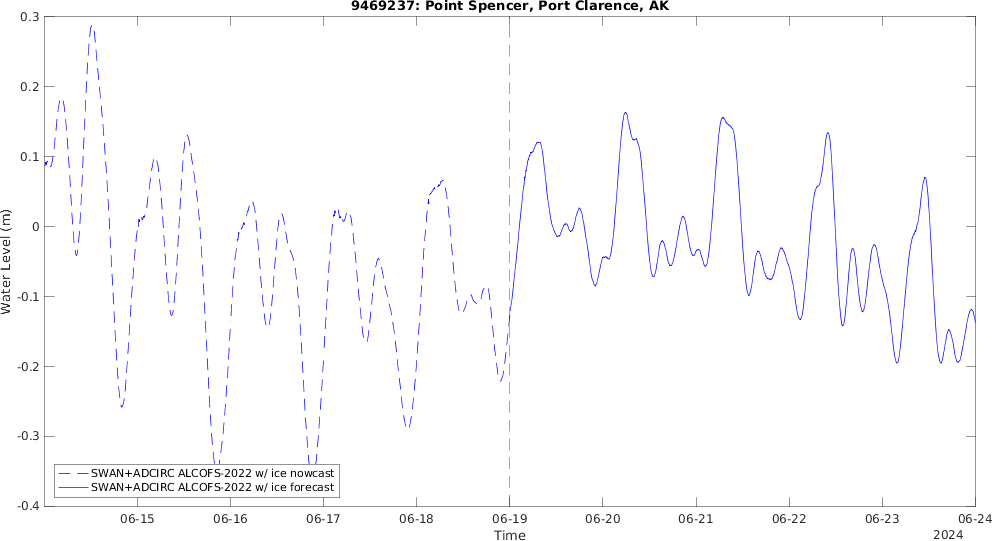 9469237: Point Spencer, Port Clarence, AK
0.3
0.2
0.1
0
-0.1
-0.2
-0.3
-0.4
Water Level (m)
SWAN+ADCIRC ALCOFS-2022 w/ ice nowcast
SWAN+ADCIRC ALCOFS-2022 w/ ice forecast
06-15 06-16 06-17 06-18 06-19 06-20 06-21 06-22 06-23 06-24
Time
2024